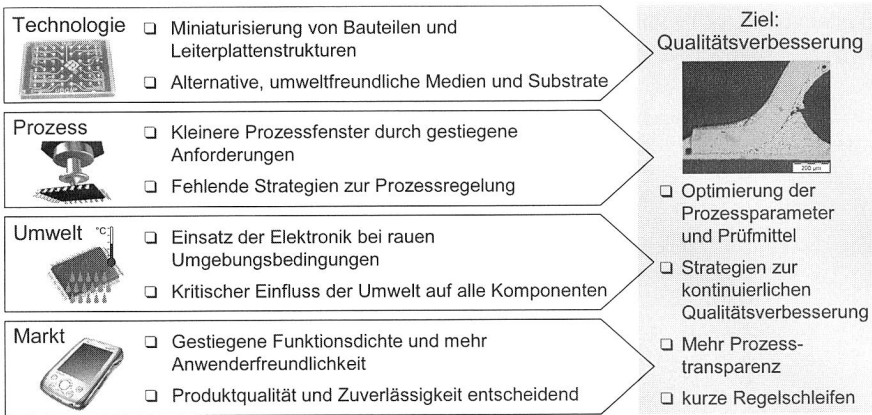 Technologie
❑ Miniaturisierung von Bauteilen und
Leiterplattenstrukturen
❑ Alternative, umweltfreundliche Medien und Substrate
Prozess
❑ Kleinere Prozessfenster durch gestiegene
Anforderungen
❑ Fehlende Strategien zur Prozessregelung
Umwelt
°C
❑ Einsatz der Elektronik bei rauen
Umgebungsbedingungen
❑ Kritischer Einfluss der Umwelt auf alle Komponenten
Markt
❑ Gestiegene Funktionsdichte und mehr
Anwenderfreundlichkeit
❑ Produktqualität und Zuverlässigkeit entscheidend
Ziel:
Qualitätsverbesserung
200 µm
❑ Optimierung der
Prozessparameter
und Prüfmittel
❑ Strategien zur
kontinuierlichen
Qualitätsverbesserung
❑ Mehr Prozess-
transparenz
❑ kurze Regelschleifen